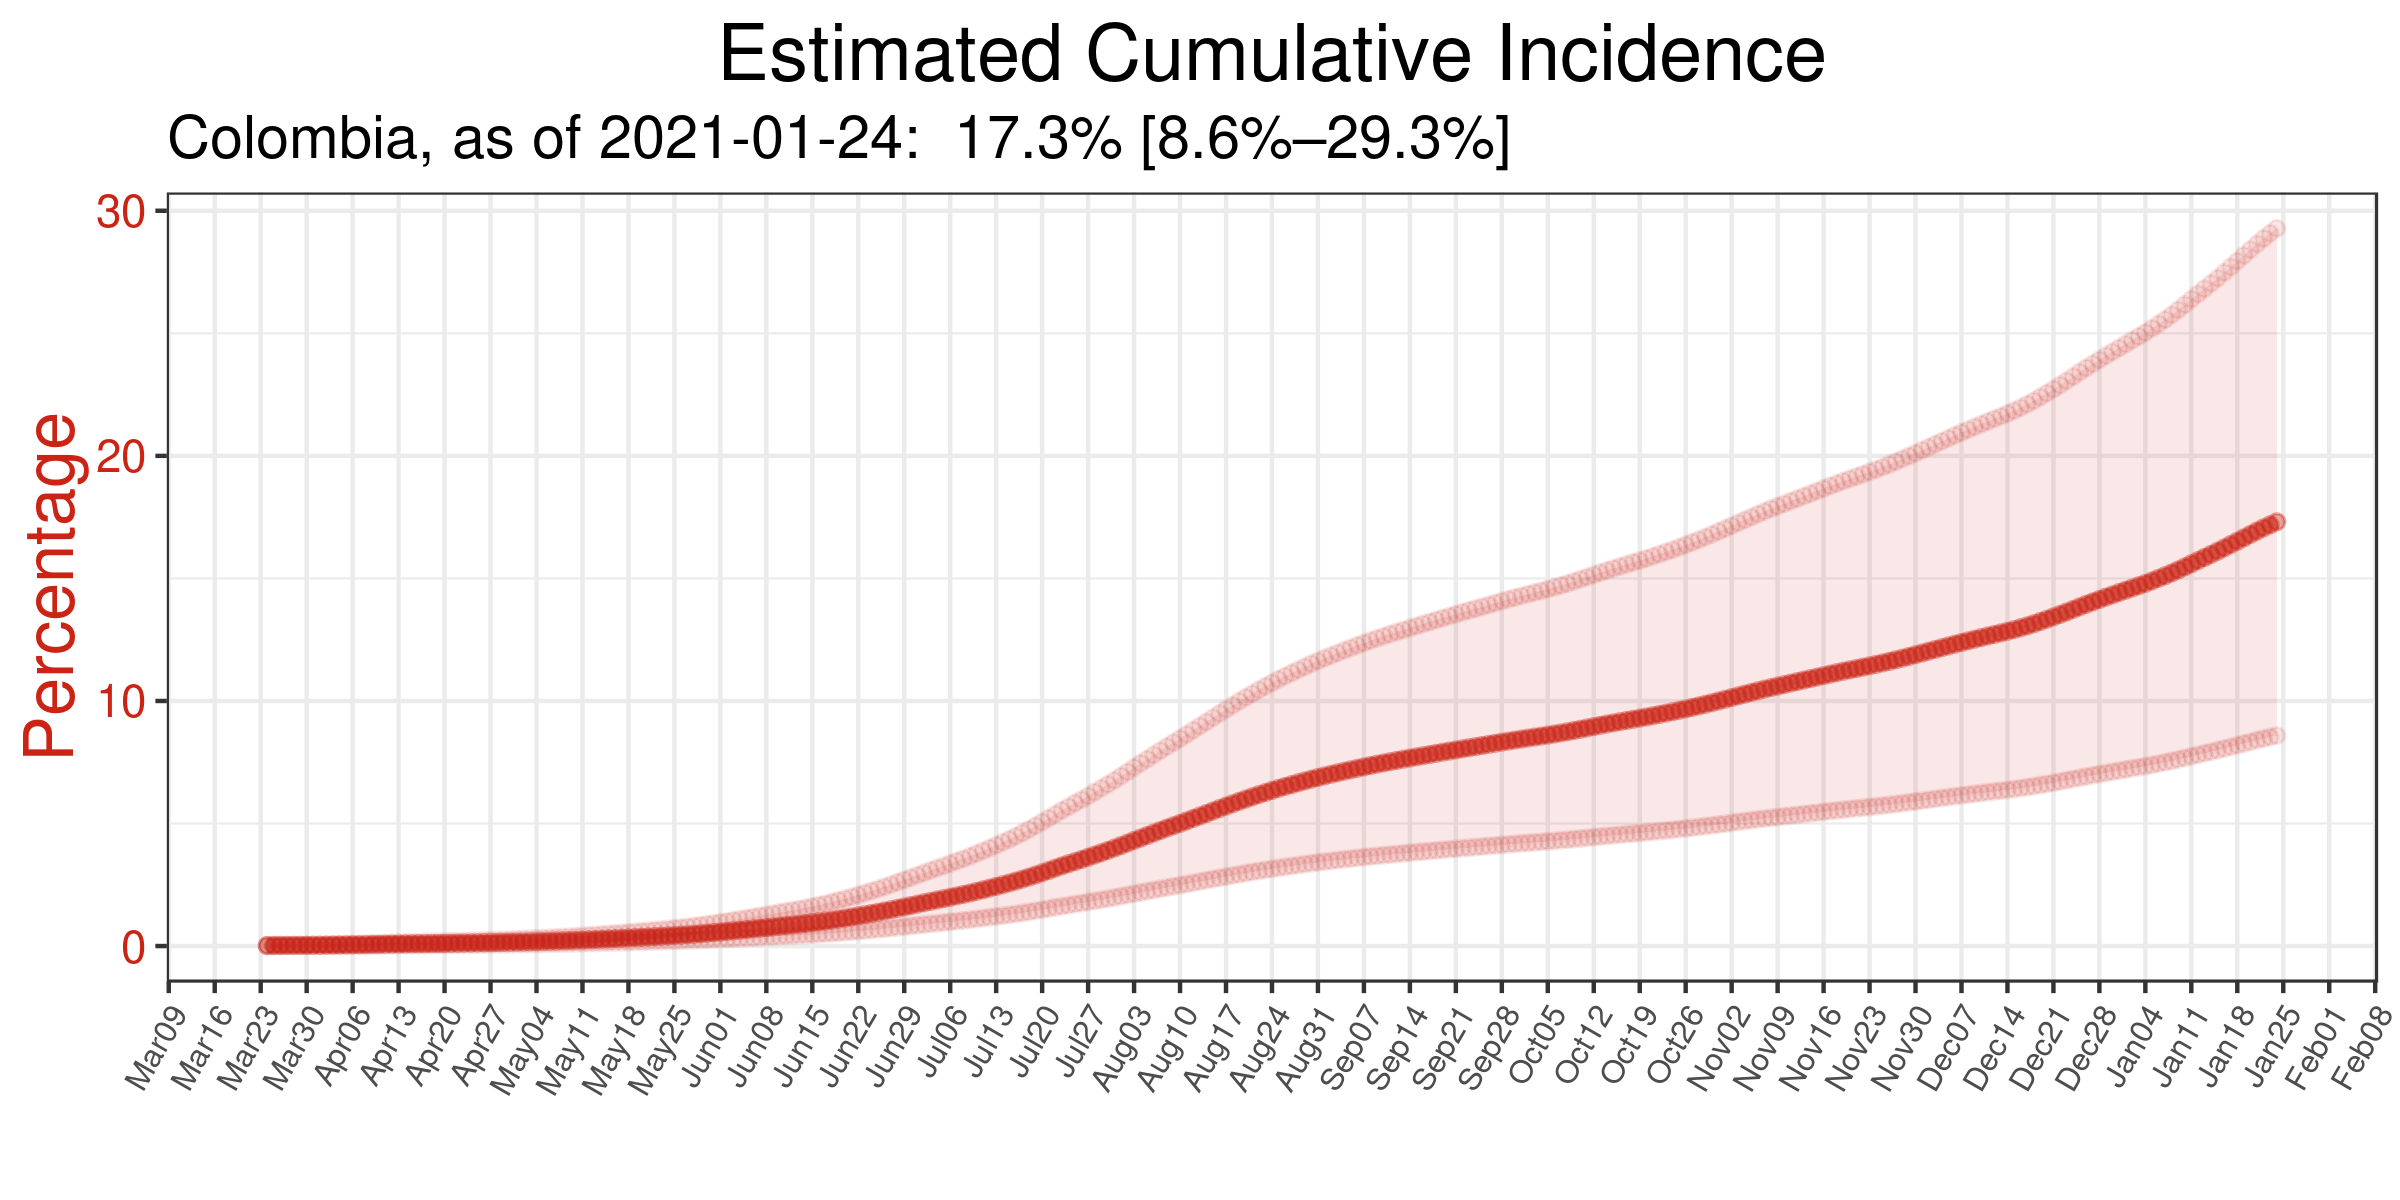 Estimated Cumulative Incidence
Colombia, as of 2021-01-24:  17.3% [8.6%–29.3%]
Percentage
30
20
10
0
Mar09 Mar16 Mar23 Mar30 Apr06 Apr13 Apr20 Apr27 May04 May11 May18 May25 Jun01 Jun08 Jun15 Jun22 Jun29 Jul06 Jul13 Jul20 Jul27 Aug03 Aug10 Aug17 Aug24 Aug31 Sep07 Sep14 Sep21 Sep28 Oct05 Oct12 Oct19 Oct26 Nov02 Nov09 Nov16 Nov23 Nov30 Dec07 Dec14 Dec21 Dec28 Jan04 Jan11 Jan18 Jan25 Feb01 Feb08